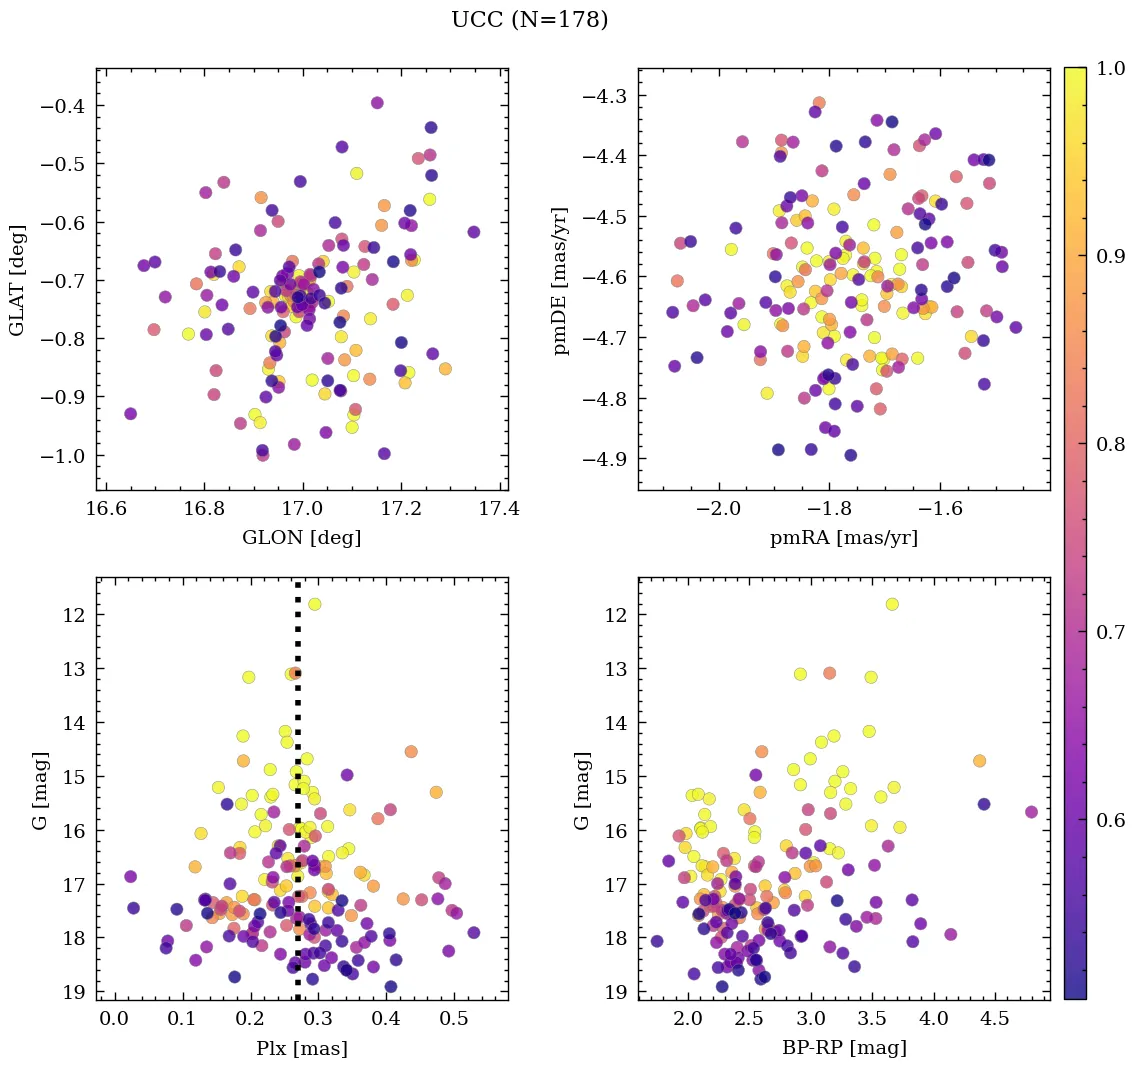 UCC (N=178)
−0.4
−0.5
−0.6
−0.7
−0.8
−0.9
−1.0
GLAT [deg]
16.6 16.8 17.0 17.2 17.4
GLON [deg]
−4.3
−4.4
−4.5
−4.6
−4.7
−4.8
−4.9
pmDE [mas/yr]
−2.0 −1.8 −1.6
pmRA [mas/yr]
1.0
0.9
0.8
0.7
0.6
12
13
14
15
16
17
18
19
G [mag]
0.0 0.1 0.2 0.3 0.4 0.5
Plx [mas]
12
13
14
15
16
17
18
19
G [mag]
2.0 2.5 3.0 3.5 4.0 4.5
BP-RP [mag]